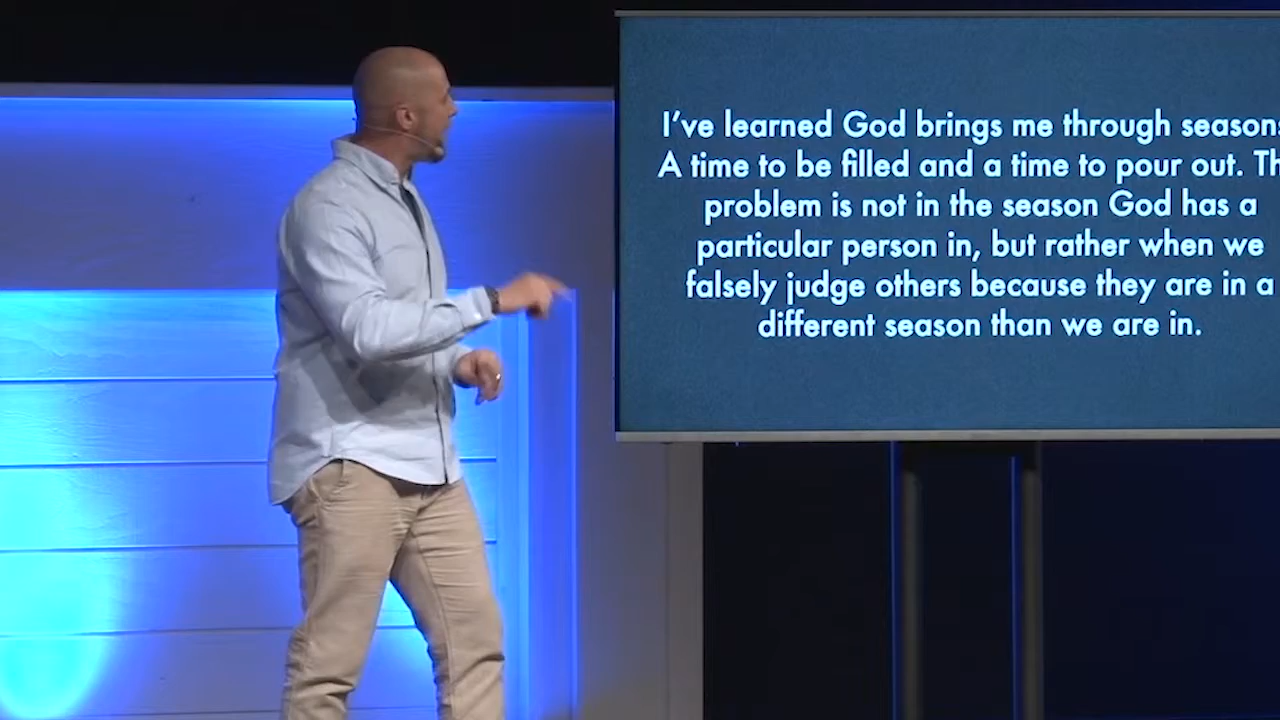 I've learned God brings me through seasons
A time to be filled and a time to pour out. Th
problem is not in the season God has a
particular person in, but rather when we
falsely judge others because they are in a
different season than we are in.